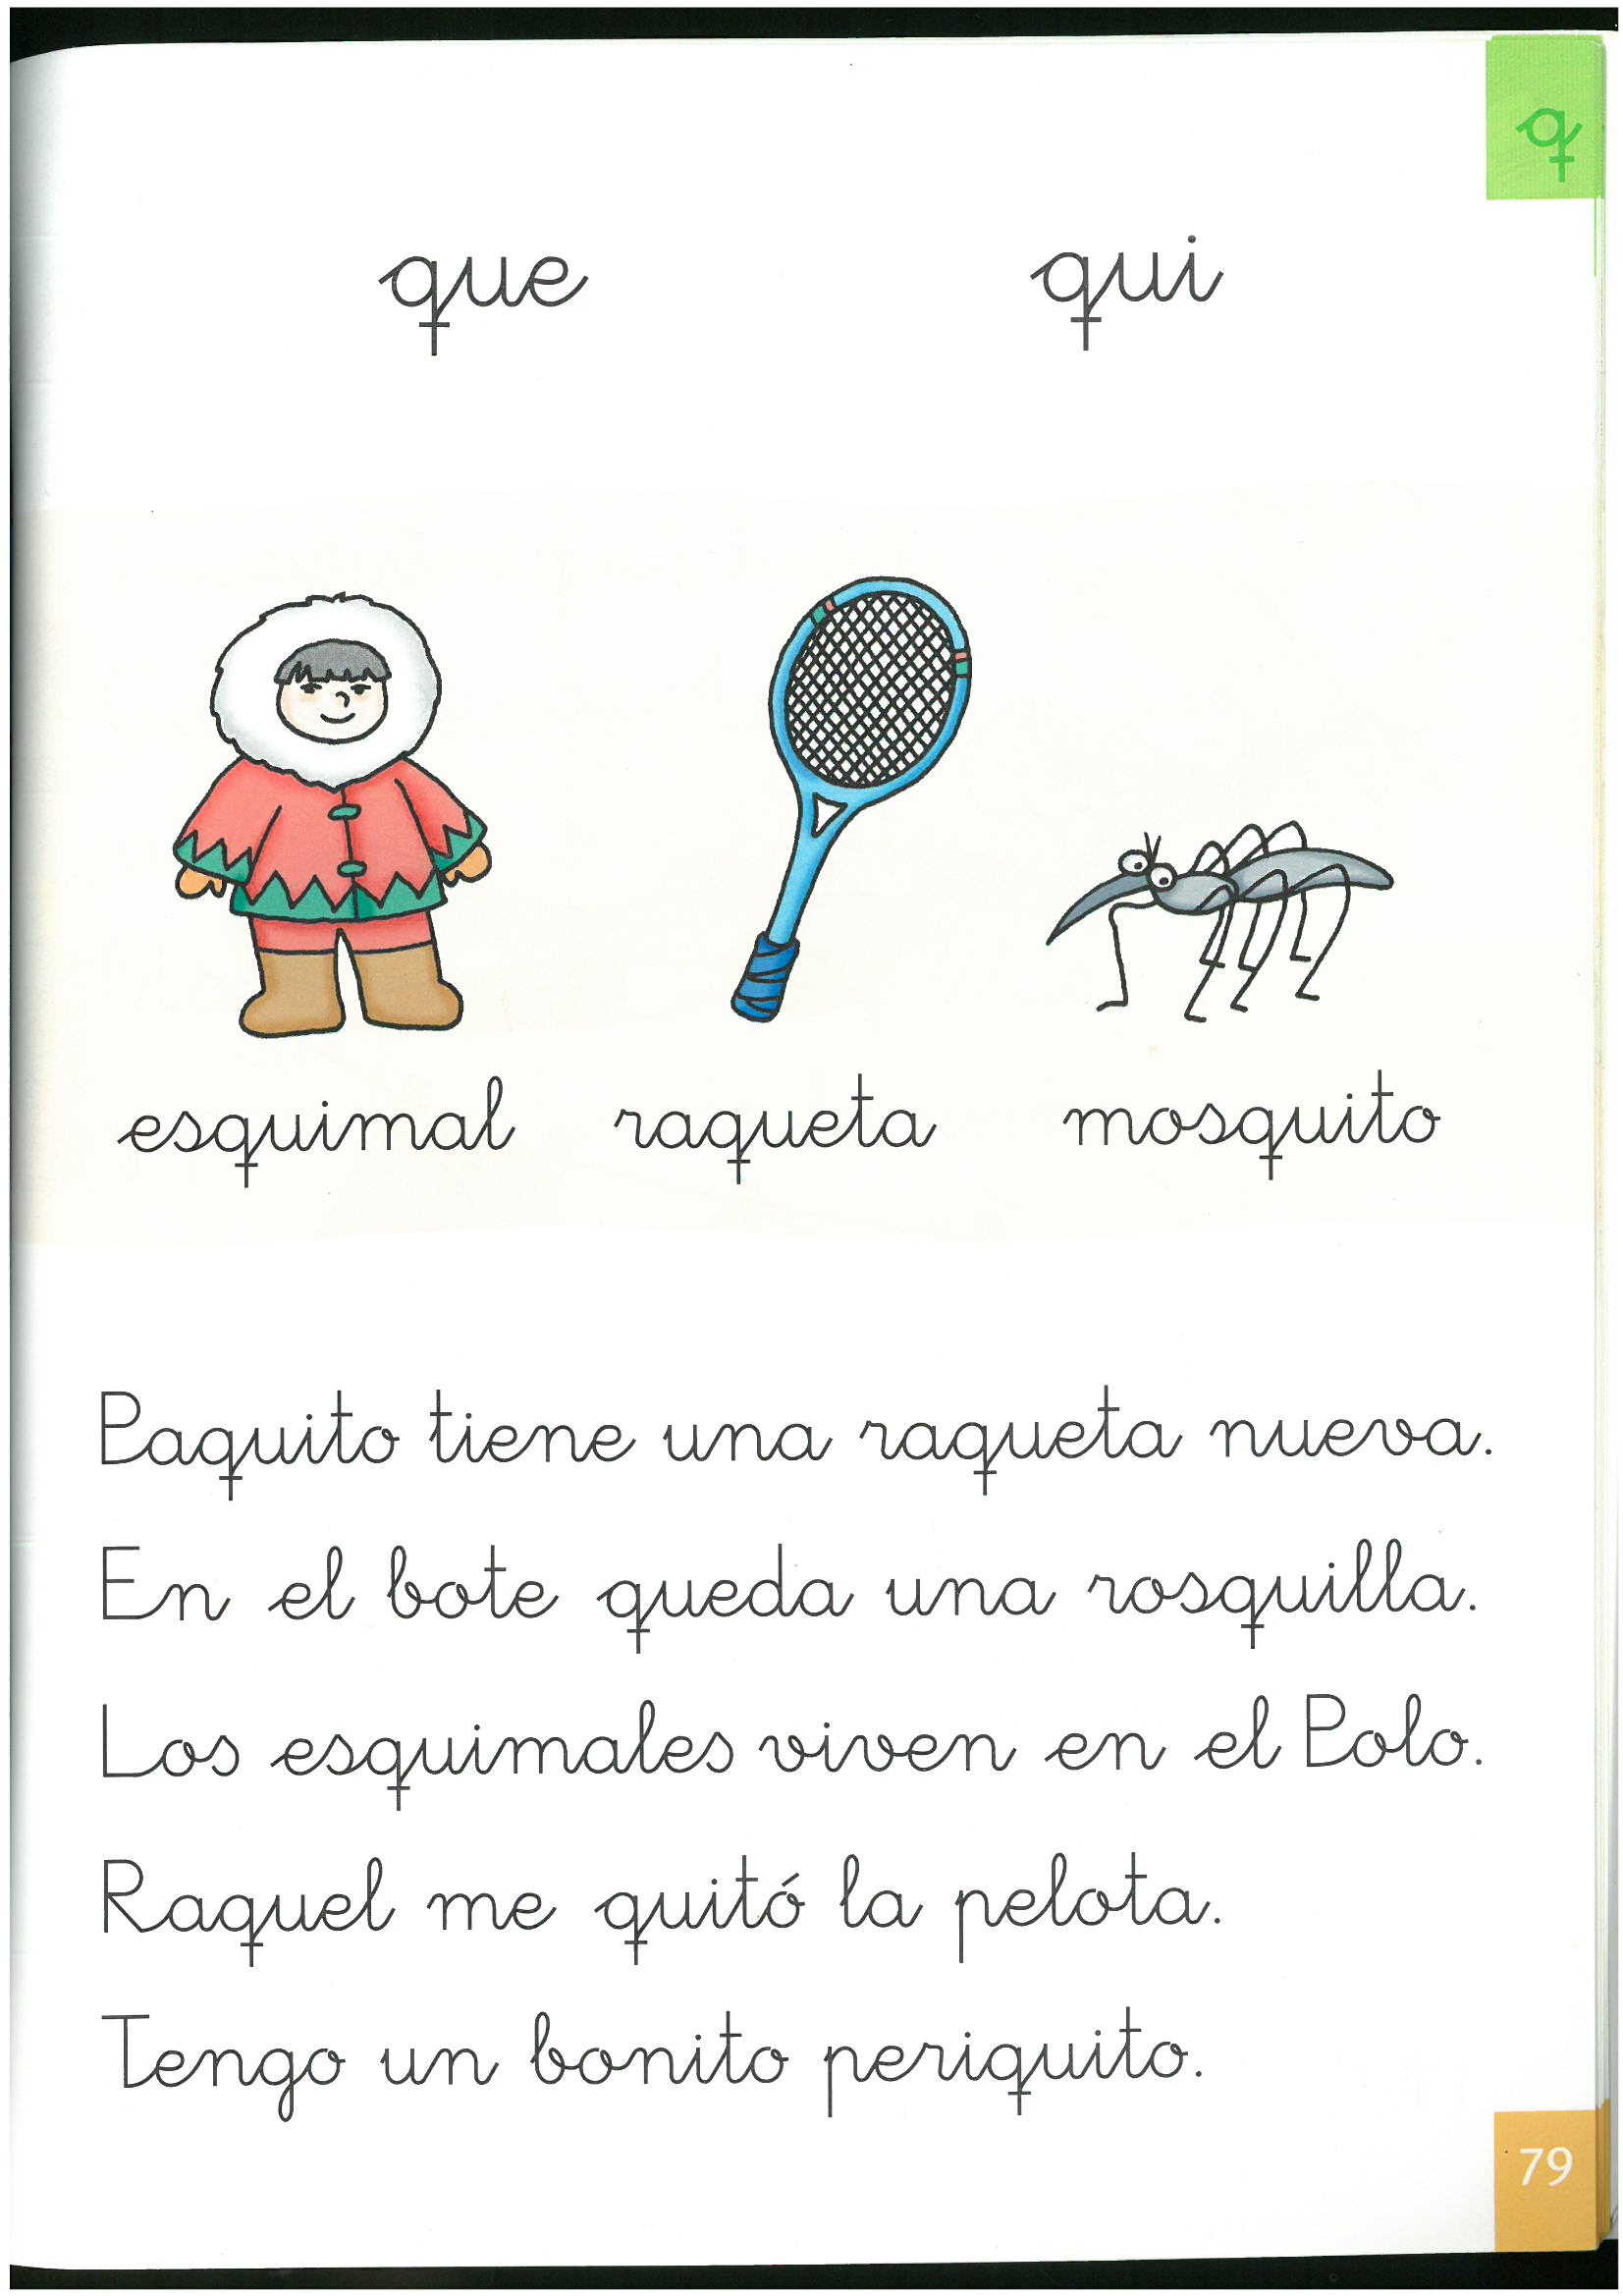 q
que qui
esquimal raqueta mosquito
Paquito tiene una raqueta nueva.
En el bote queda una rosquilla.
Los esquimales viven en el Polo.
Raquel me quitó la pelota.
Tengo un bonito periquito.
79